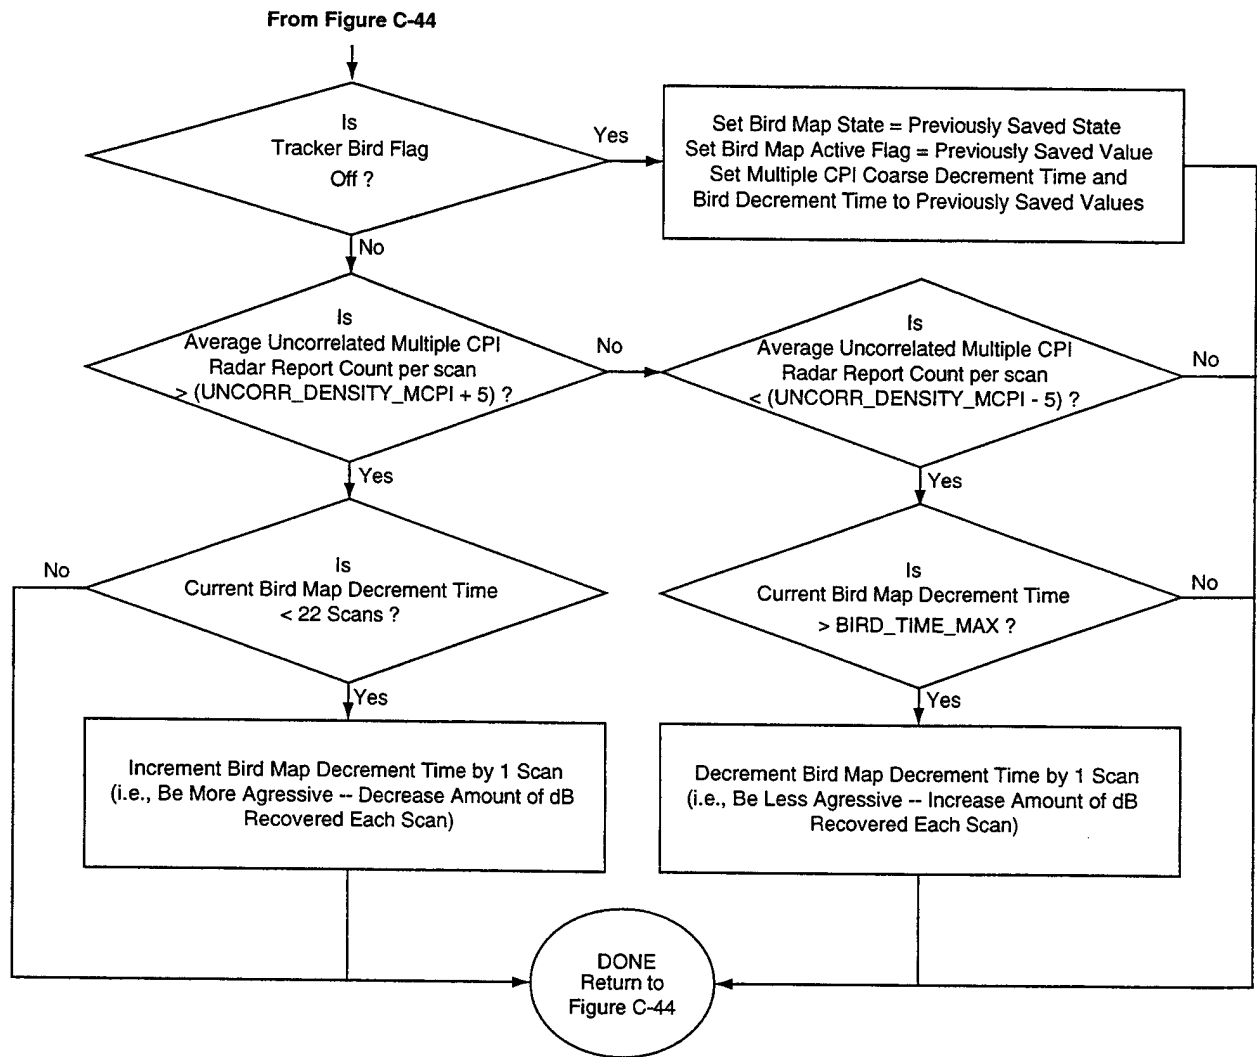 From Figure C-44
Is
Tracker Bird Flag
Off ?
Yes
Set Bird Map State = Previously Saved State
Set Bird Map Active Flag = Previously Saved Value
Set Multiple CPI Coarse Decrement Time and
Bird Decrement Time to Previously Saved Values
No
Is
Average Uncorrelated Multiple CPI
Radar Report Count per scan
> (UNCORR_DENSITY_MCPI + 5) ?
No
Is
Average Uncorrelated Multiple CPI
Radar Report Count per scan
< (UNCORR_DENSITY_MCPI - 5) ?
No
Yes
Yes
No
Is
Current Bird Map Decrement Time
< 22 Scans ?
Is
Current Bird Map Decrement Time
> BIRD_TIME_MAX ?
No
Yes
Yes
Increment Bird Map Decrement Time by 1 Scan
(i.e., Be More Agressive -- Decrease Amount of dB
Recovered Each Scan)
Decrement Bird Map Decrement Time by 1 Scan
(i.e., Be Less Agressive -- Increase Amount of dB
Recovered Each Scan)
DONE
Return to
Figure C-44